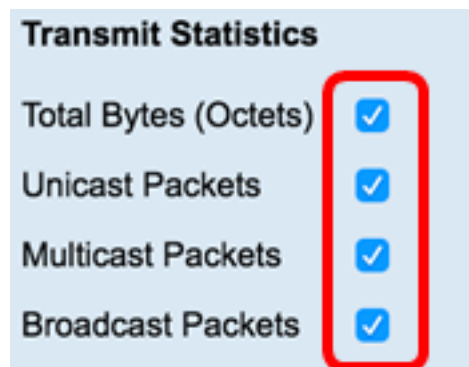 Transmit Statistics
Total Bytes (Octets)
Unicast Packets
Multicast Packets
Broadcast Packets